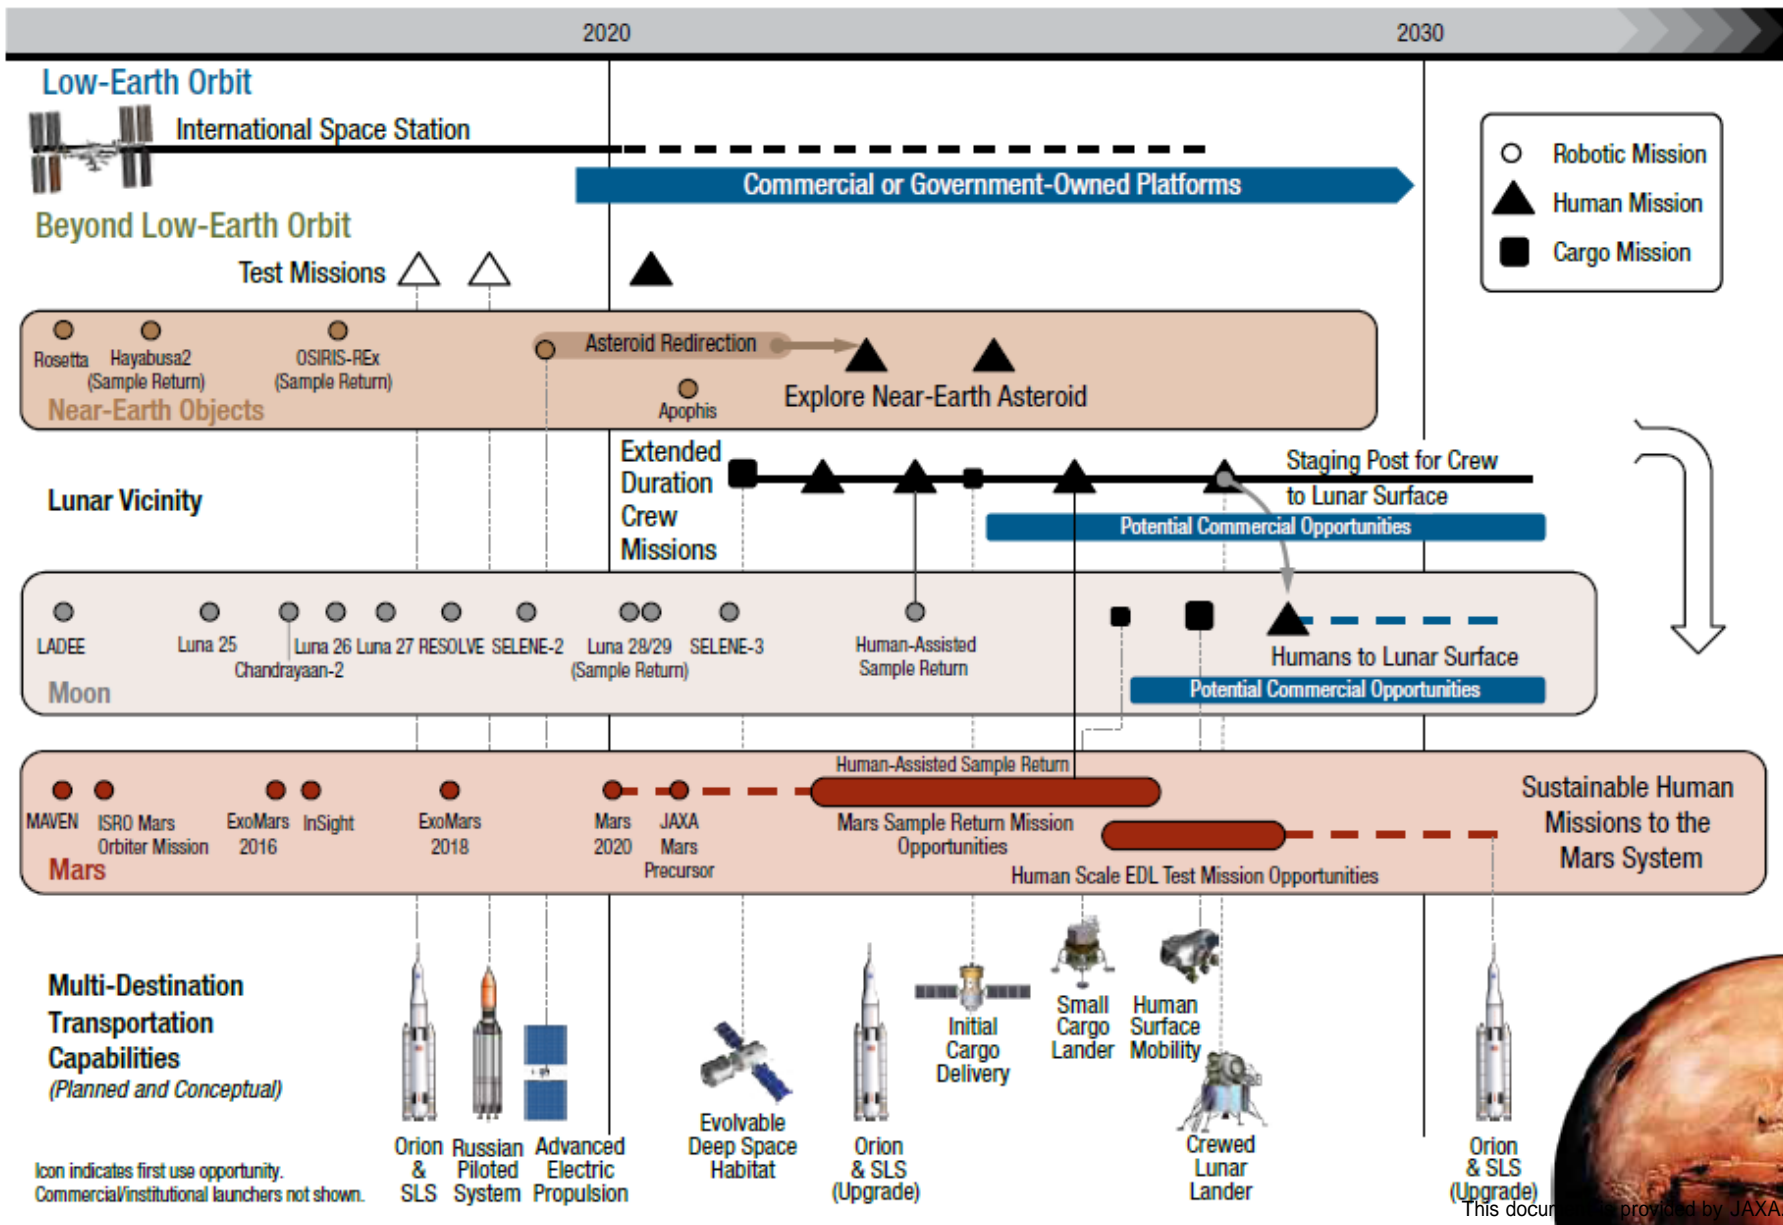 2020
2030
Low-Earth Orbit
International Space Station
Commercial or Government-Owned Platforms
Robotic Mission
Human Mission
Cargo Mission
Beyond Low-Earth Orbit
Test Missions
Rosetta
Hayabusa2
(Sample Return)
OSIRIS-REx
(Sample Return)
Asteroid Redirection
Apophis
Explore Near-Earth Asteroid
Near-Earth Objects
Lunar Vicinity
Extended
Duration
Crew
Missions
Staging Post for Crew
to Lunar Surface
Potential Commercial Opportunities
LADEE
Luna 25
Chandrayaan-2
Luna 26
Luna 27
RESOLVE
SELENE-2
Luna 28/29
(Sample Return)
SELENE-3
Human-Assisted
Sample Return
Humans to Lunar Surface
Potential Commercial Opportunities
Moon
MAVEN
ISRO Mars
Orbiter Mission
ExoMars
2016
InSight
ExoMars
2018
Mars
2020
JAXA
Mars
Precursor
Human-Assisted Sample Return
Mars Sample Return Mission
Opportunities
Human Scale EDL Test Mission Opportunities
Sustainable Human
Missions to the
Mars System
Mars
Multi-Destination
Transportation
Capabilities
(Planned and Conceptual)
Orion
&
SLS
Russian
Piloted
System
Advanced
Electric
Propulsion
Evolvable
Deep Space
Habitat
Orion
& SLS
(Upgrade)
Initial
Cargo
Delivery
Small
Cargo
Lander
Human
Surface
Mobility
Crewed
Lunar
Lander
Orion
& SLS
(Upgrade)
Icon indicates first use opportunity.
Commercial/institutional launchers not shown.
This document is provided by JAXA.